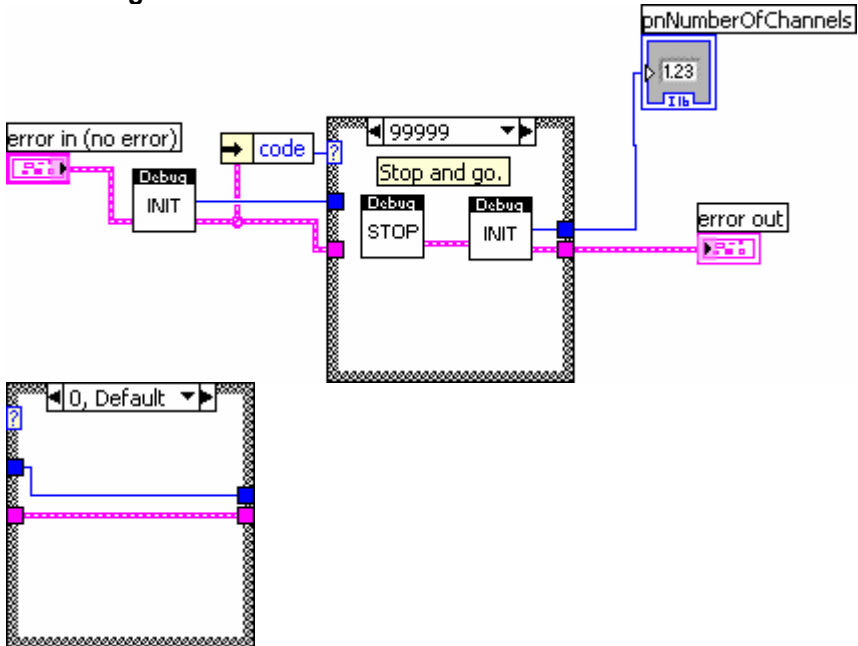 pnNumberOfChannels
1.23
I lb
error in (no error)
code
?
99999
Stop and go.
Debug
INIT
Debug
STOP
Debug
INIT
error out
0, Default
?